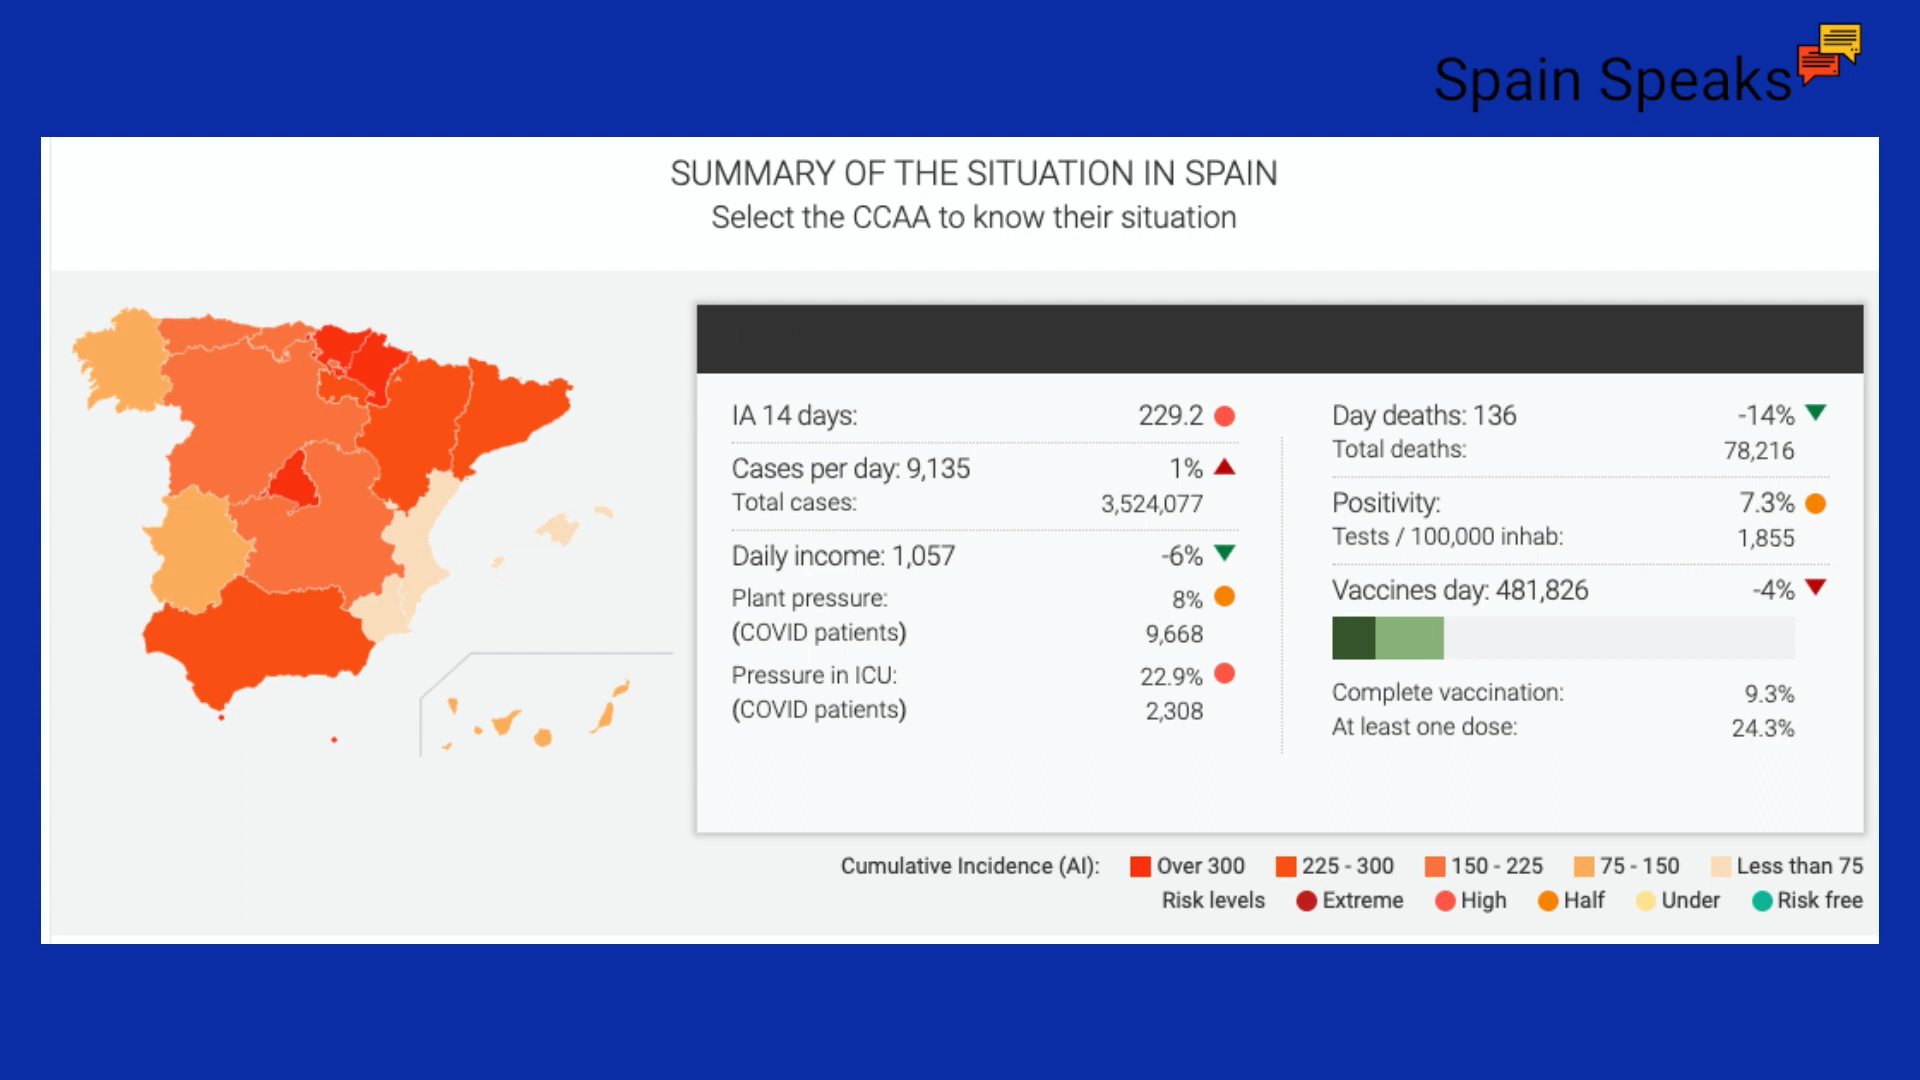 Spain Speaks
SUMMARY OF THE SITUATION IN SPAIN
Select the CCAA to know their situation
IA 14 days: 229.2
Cases per day: 9,135 1%
Total cases: 3,524,077
Daily income: 1,057 -6%
Plant pressure: 8%
(COVID patients) 9,668
Pressure in ICU: 22.9%
(COVID patients) 2,308
Day deaths: 136 -14%
Total deaths: 78,216
Positivity: 7.3%
Tests / 100,000 inhab: 1,855
Vaccines day: 481,826 -4%
Complete vaccination: 9.3%
At least one dose: 24.3%
Cumulative Incidence (AI): Over 300 225 - 300 150 - 225 75 - 150 Less than 75
Risk levels Extreme High Half Under Risk free